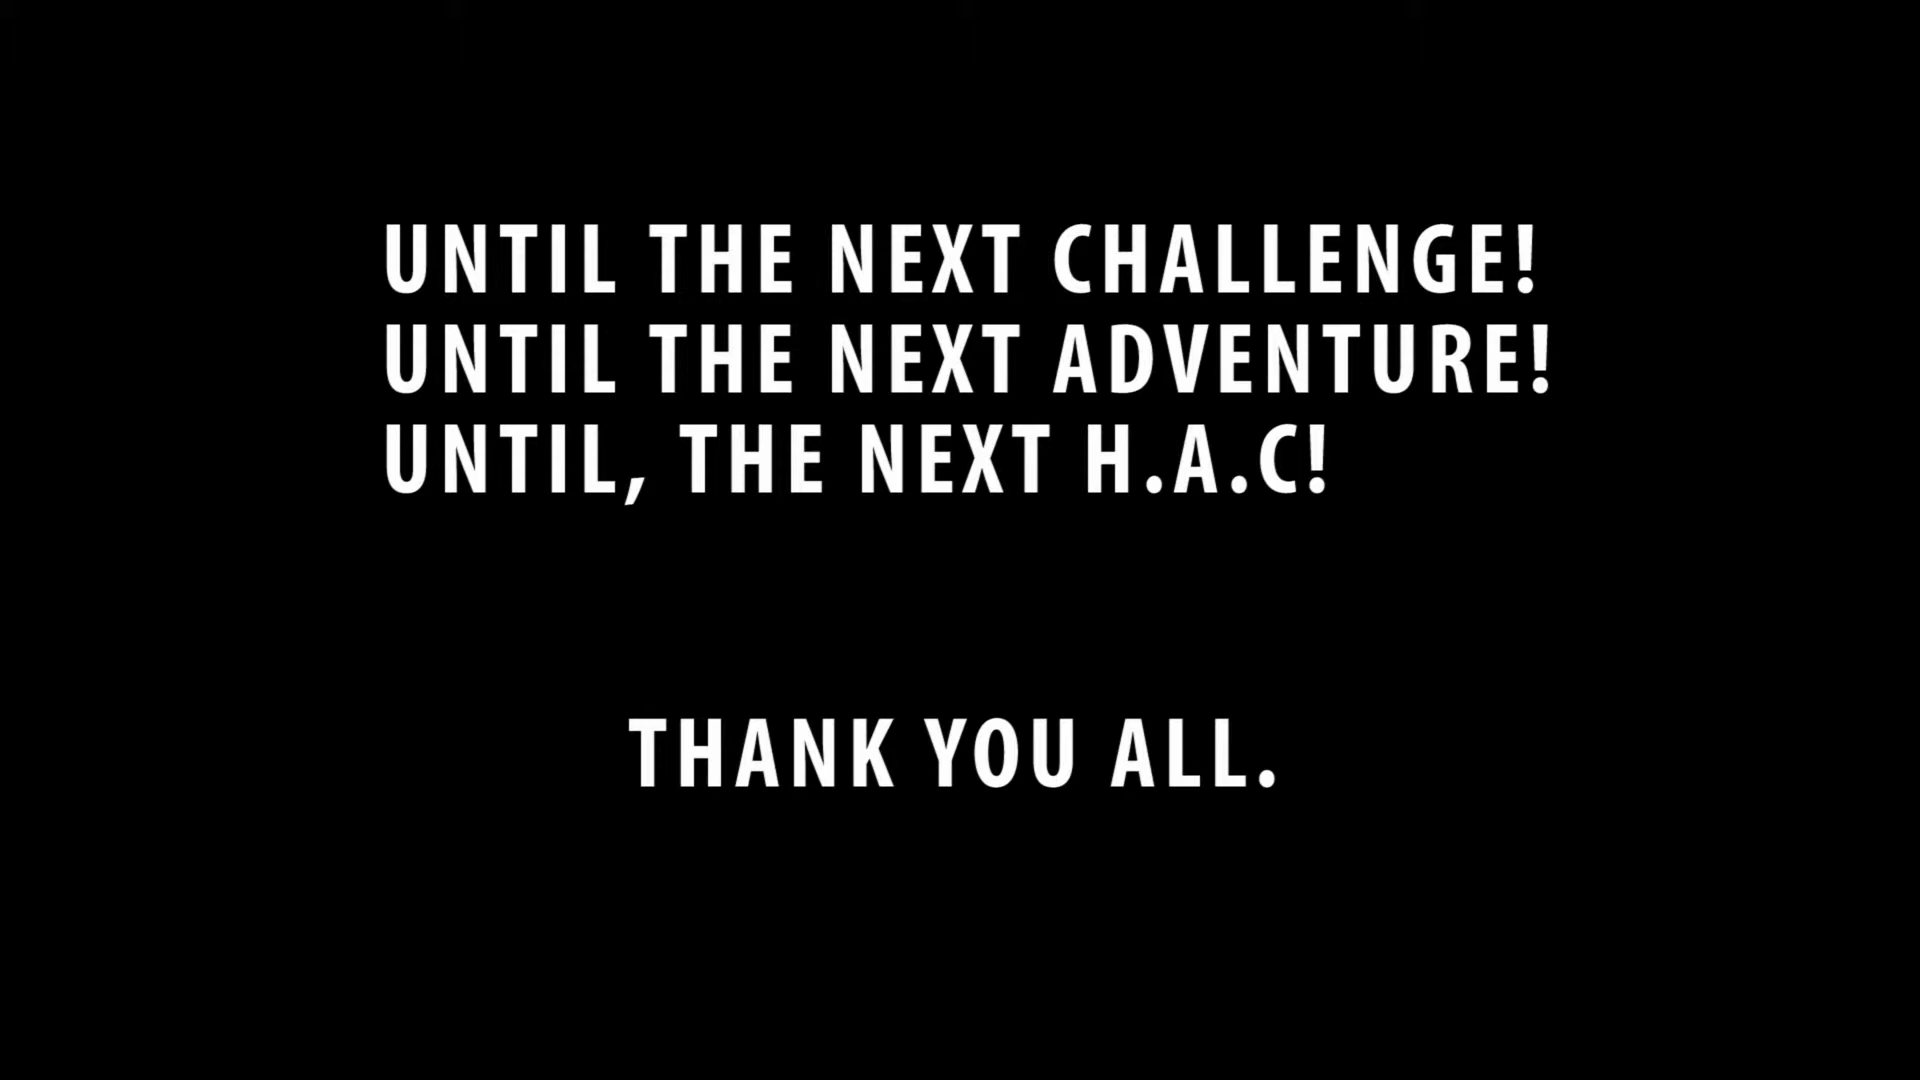 UNTIL THE NEXT CHALLENGE!
UNTIL THE NEXT ADVENTURE!
UNTIL, THE NEXT H.A.C!
THANK YOU ALL.